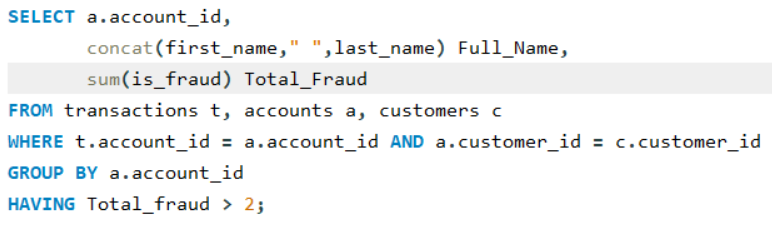 SELECT a.account_id,
concat(first_name," ",last_name) Full_Name,
sum(is_fraud) Total_Fraud
FROM transactions t, accounts a, customers c
WHERE t.account_id = a.account_id AND a.customer_id = c.customer_id
GROUP BY a.account_id
HAVING Total_fraud > 2;